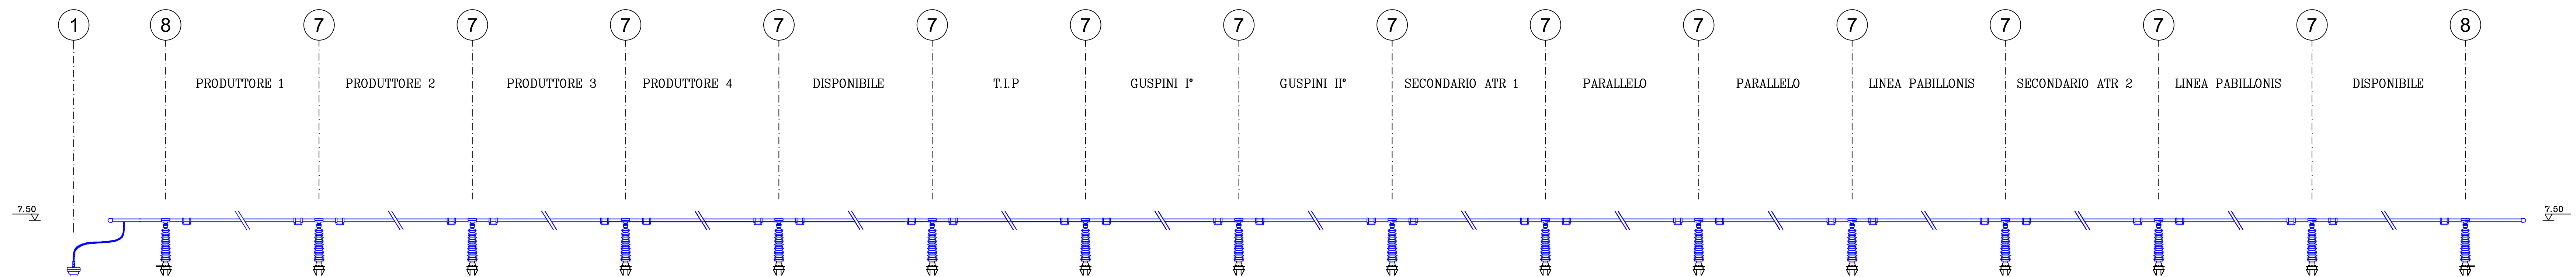 1 8 7 7 7 7 7 7 7 7 7 7 7 7 7 7 8
PRODUTTORE 1 PRODUTTORE 2 PRODUTTORE 3 PRODUTTORE 4 DISPONIBILE T.I.P GUSPINI I° GUSPINI II° SECONDARIO ATR 1 PARALLELO PARALLELO LINEA PABILLONIS SECONDARIO ATR 2 LINEA PABILLONIS DISPONIBILE
7.50 7.50